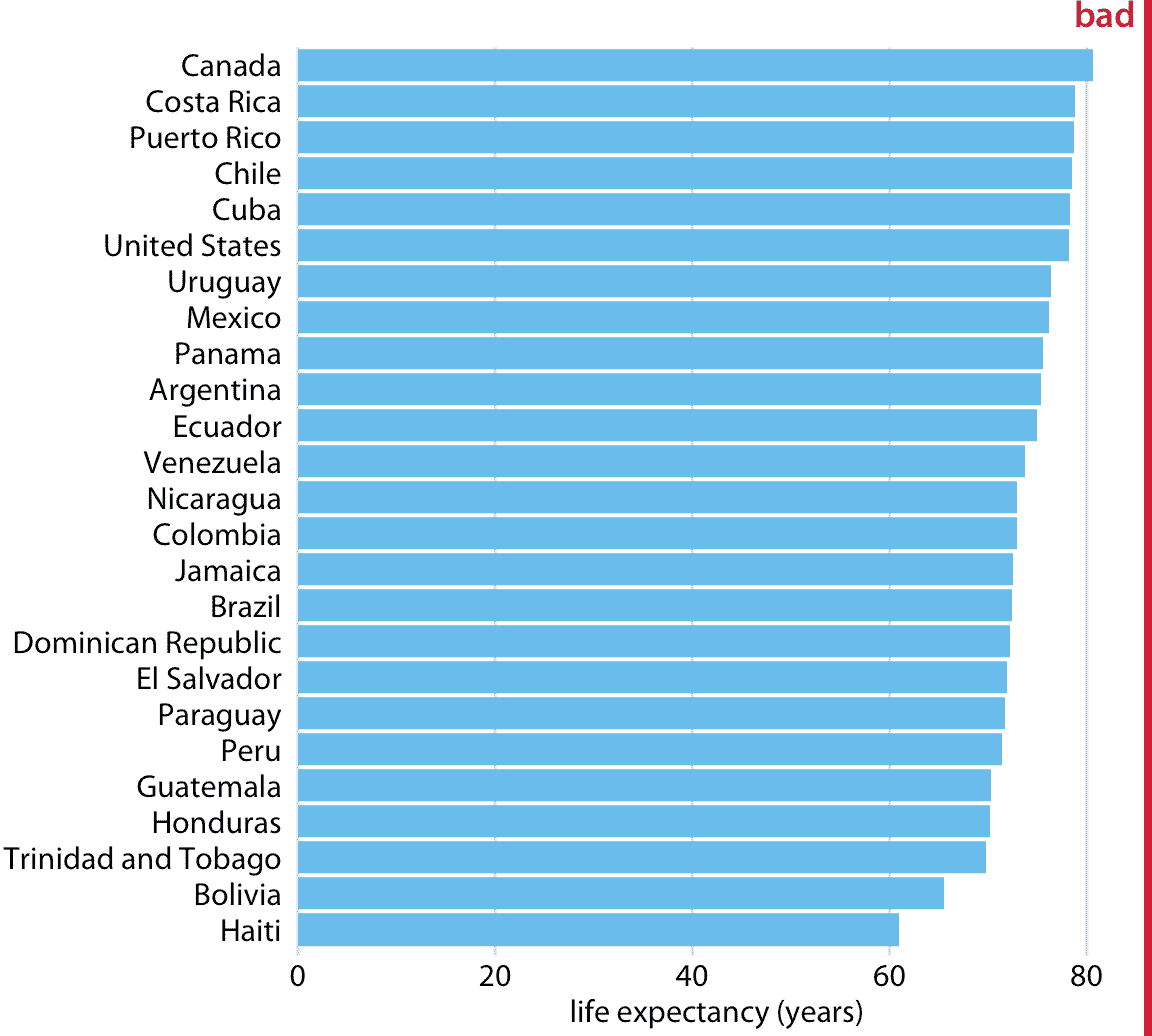 bad
Canada
Costa Rica
Puerto Rico
Chile
Cuba
United States
Uruguay
Mexico
Panama
Argentina
Ecuador
Venezuela
Nicaragua
Colombia
Jamaica
Brazil
Dominican Republic
El Salvador
Paraguay
Peru
Guatemala
Honduras
Trinidad and Tobago
Bolivia
Haiti
0 20 40 60 80
life expectancy (years)